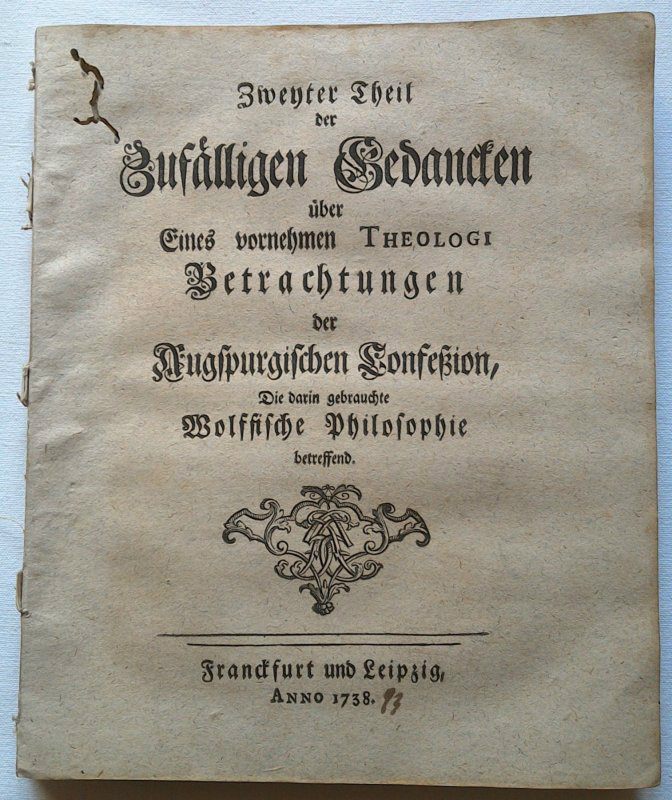 Zweyter Theil
der
Zufälligen Gedancken
über
Eines vornehmen THEOLOGI
Betrachtungen
der
Augspurgischen Confeßion,
Die darin gebrauchte
Wolffische Philosophie
betreffend.
Franckfurt und Leipzig,
ANNO 1738. 93